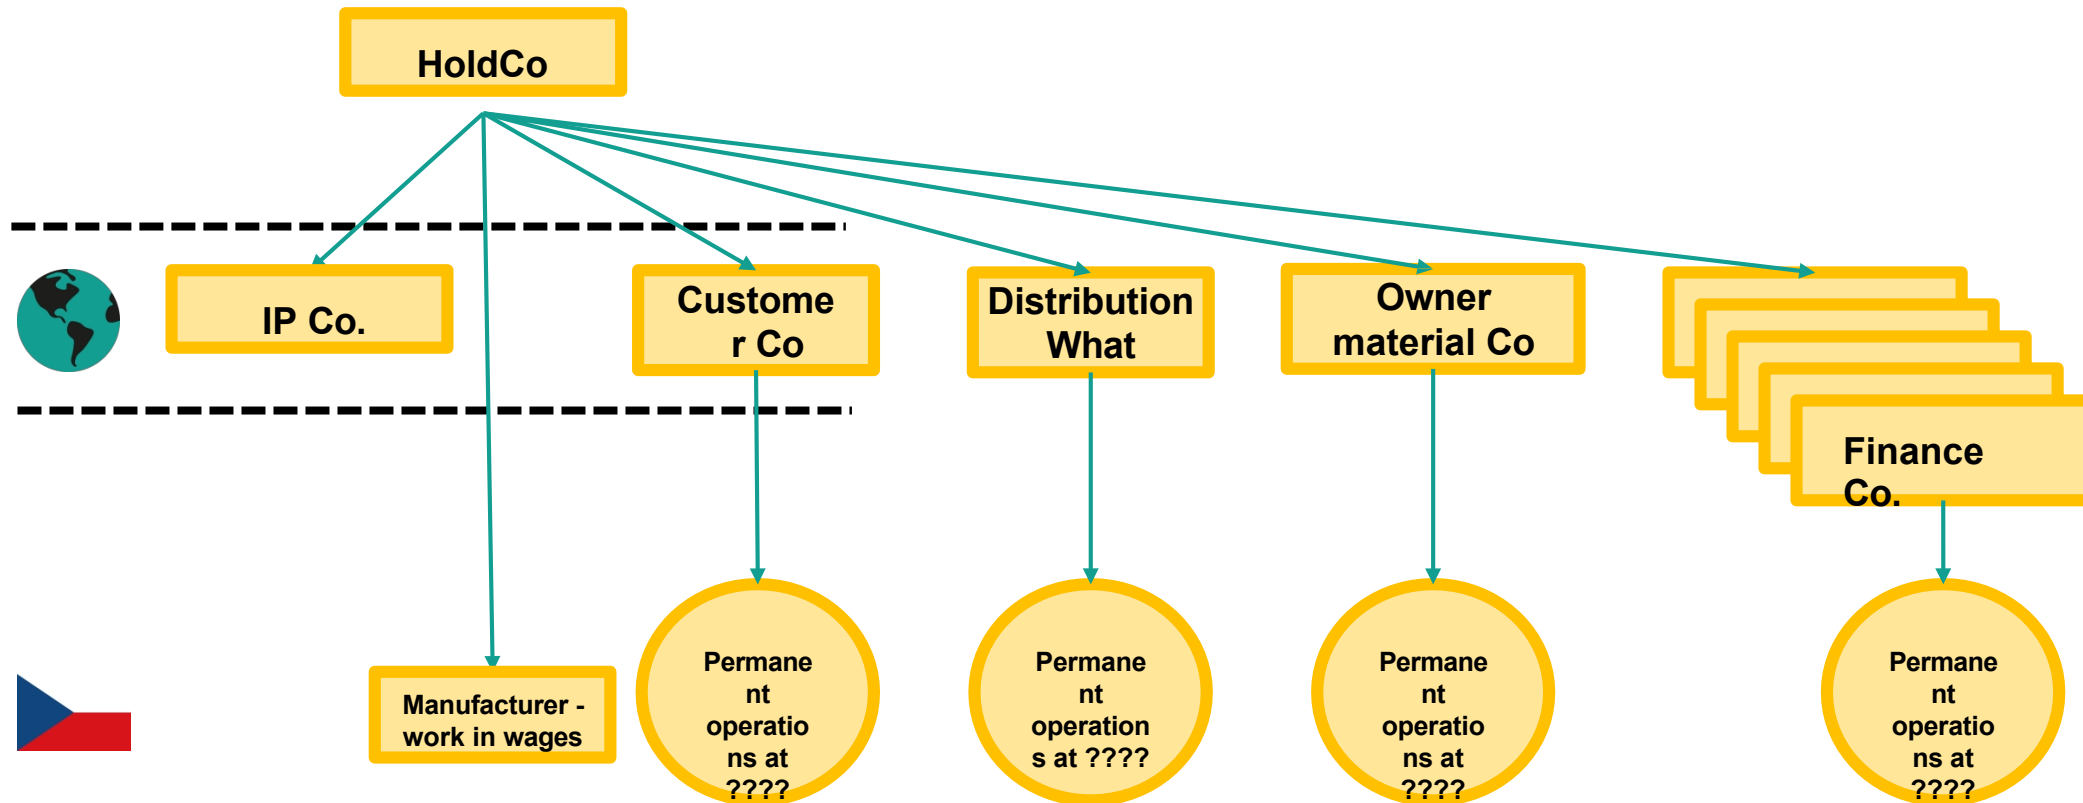 HoldCo
IP Co.
Custome
r Co
Distribution
What
Owner
material Co
Finance
Co.
Manufacturer -
work in wages
Permane
nt
operatio
ns at
????
Permane
nt
operation
s at ????
Permane
nt
operatio
ns at
????
Permane
nt
operatio
ns at
????